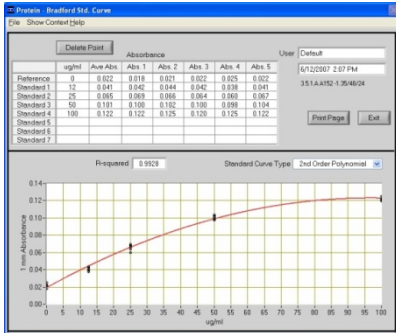 Protein - Bradford Std. Curve
File Show Context Help
Delete Point
Absorbance
User Default
6/12/2007 2:07 PM
ug/ml Ave Abs. Abs. 1 Abs. 2 Abs. 3 Abs. 4 Abs. 5
Reference 0 0.022 0.018 0.021 0.022 0.025 0.022
Standard 1 12 0.041 0.042 0.044 0.042 0.038 0.041
Standard 2 25 0.065 0.069 0.066 0.064 0.060 0.067
Standard 3 50 0.101 0.100 0.102 0.100 0.098 0.104
Standard 4 100 0.122 0.122 0.125 0.120 0.125 0.122
Standard 5
Standard 6
Standard 7
3.5.1 A A152 -1.35/46/24
Print Page Exit
R-squared 0.9928
Standard Curve Type 2nd Order Polynomial
1 mm Absorbance
0.14
0.12
0.10
0.08
0.06
0.04
0.02
0.00
0 5 10 15 20 25 30 35 40 45 50 55 60 65 70 75 80 85 90 95 100
ug/ml